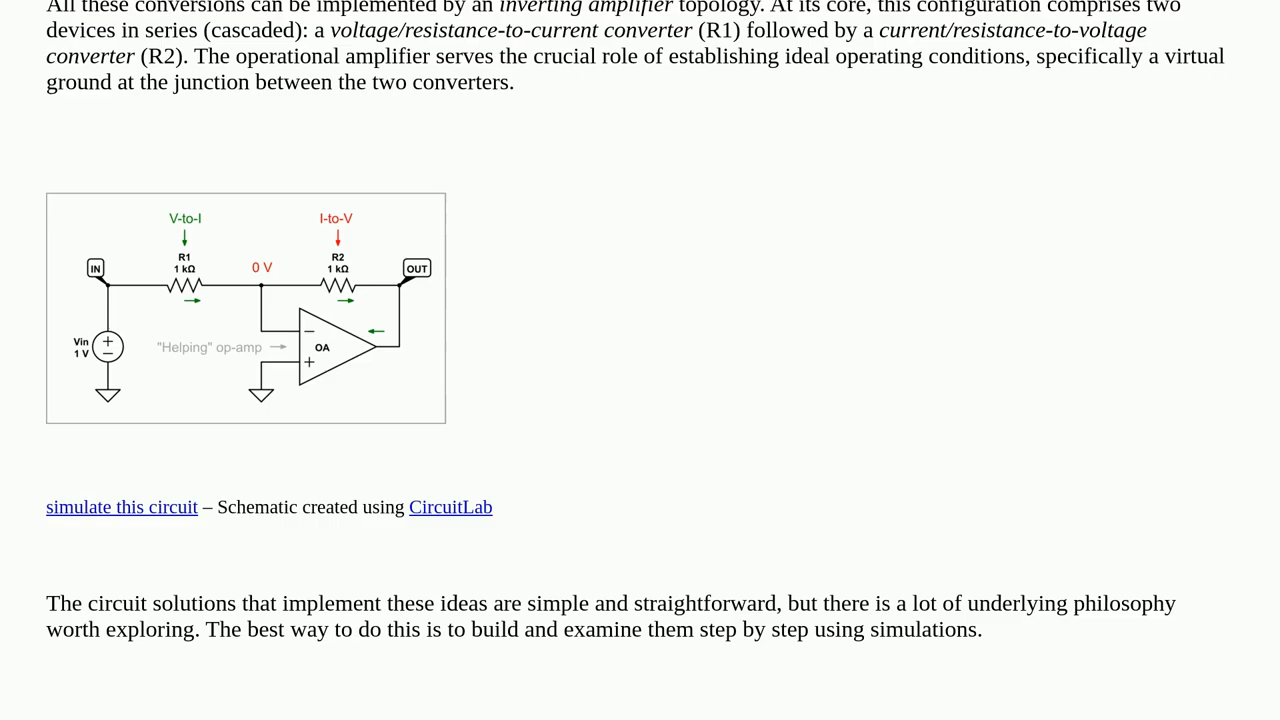 All these conversions can be implemented by an inverting amplifier topology. At its core, this configuration comprises two
devices in series (cascaded): a voltage/resistance-to-current converter (R1) followed by a current/resistance-to-voltage
converter (R2). The operational amplifier serves the crucial role of establishing ideal operating conditions, specifically a virtual
ground at the junction between the two converters.
V-to-I
I-to-V
R1
1 kΩ
0 V
R2
1 kΩ
IN
OUT
Vin
1 V
+
−
"Helping" op-amp
−
OA
+
simulate this circuit – Schematic created using CircuitLab
The circuit solutions that implement these ideas are simple and straightforward, but there is a lot of underlying philosophy
worth exploring. The best way to do this is to build and examine them step by step using simulations.